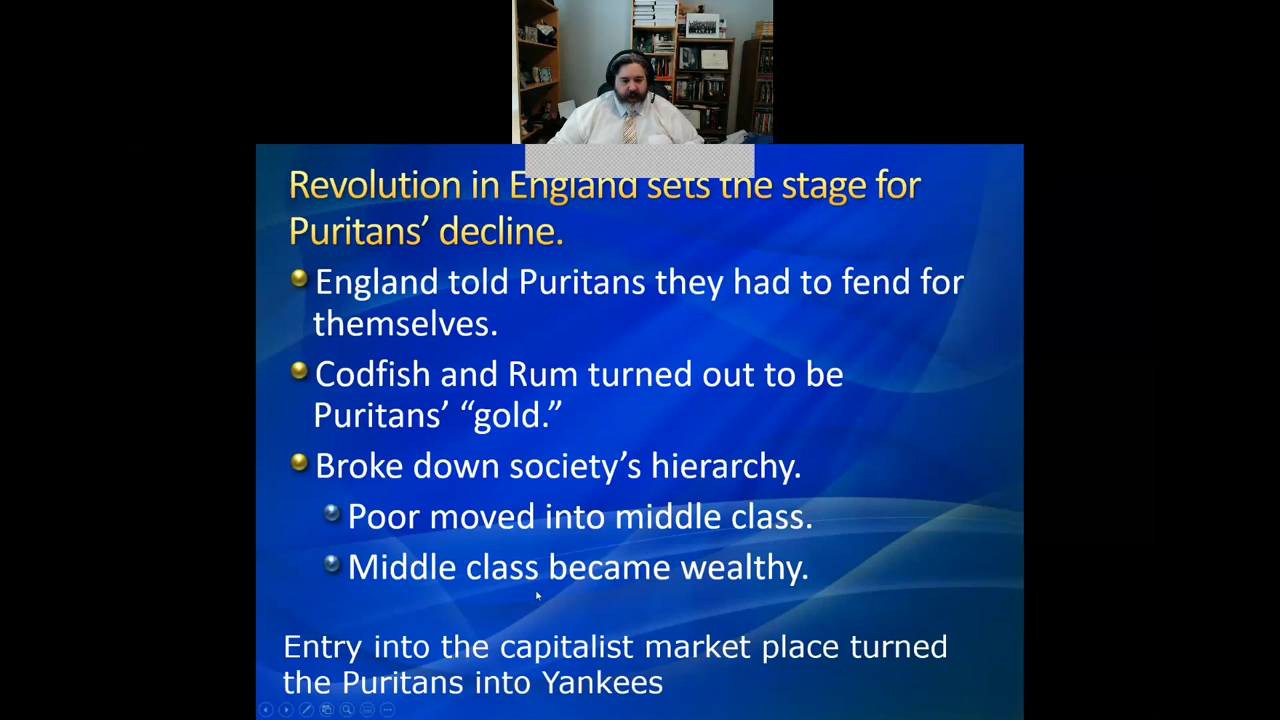 Revolution in England sets the stage for
Puritans’ decline.
England told Puritans they had to fend for
themselves.
Codfish and Rum turned out to be
Puritans’ “gold.”
Broke down society’s hierarchy.
Poor moved into middle class.
Middle class became wealthy.
Entry into the capitalist market place turned
the Puritans into Yankees